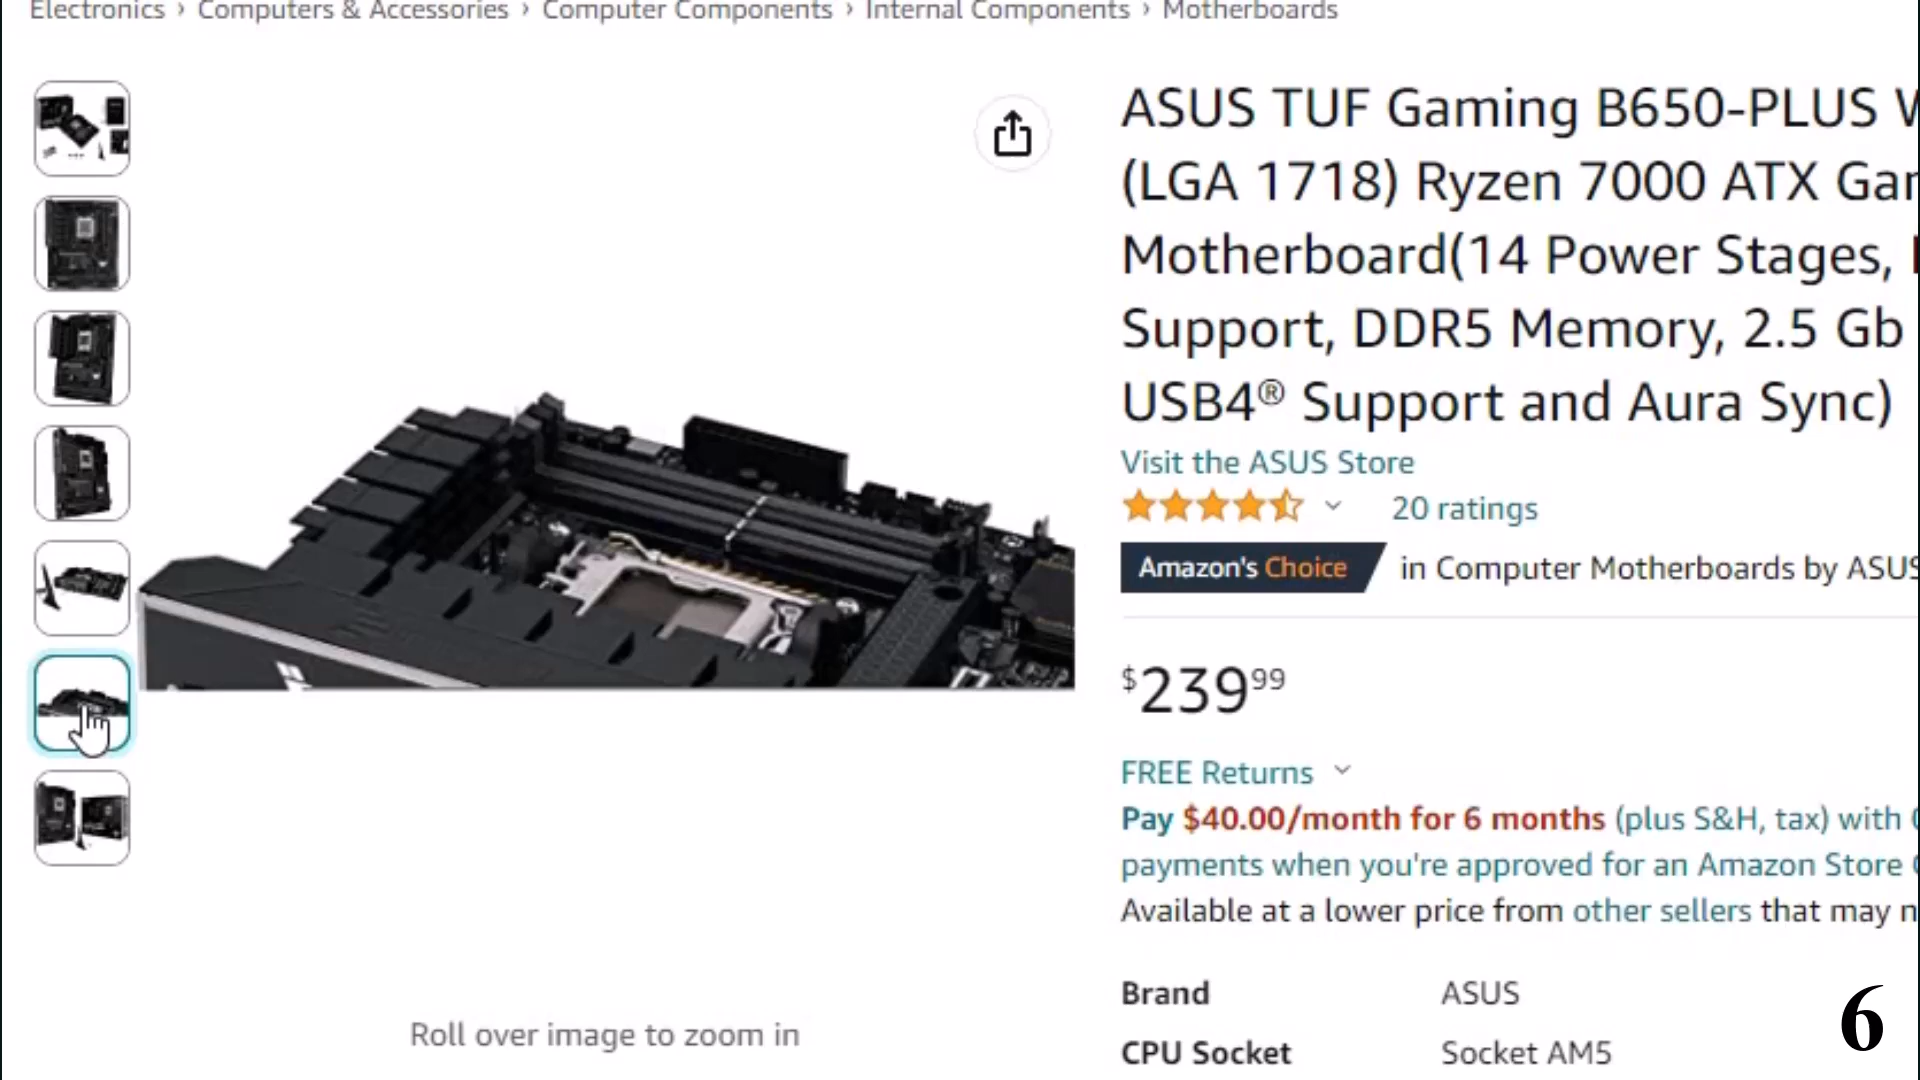 Electronics › Computers & Accessories › Computer Components › Internal Components › Motherboards
ASUS TUF Gaming B650-PLUS
(LGA 1718) Ryzen 7000 ATX
Motherboard(14 Power Stages,
Support, DDR5 Memory, 2.5 Gb
USB4® Support and Aura Sync)
Visit the ASUS Store
20 ratings
Amazon's Choice in Computer Motherboards by ASUS
$239.99
FREE Returns
Pay $40.00/month for 6 months (plus S&H, tax) with
payments when you're approved for an Amazon Store
Available at a lower price from other sellers that may
Brand ASUS
CPU Socket Socket AM5
Roll over image to zoom in
6